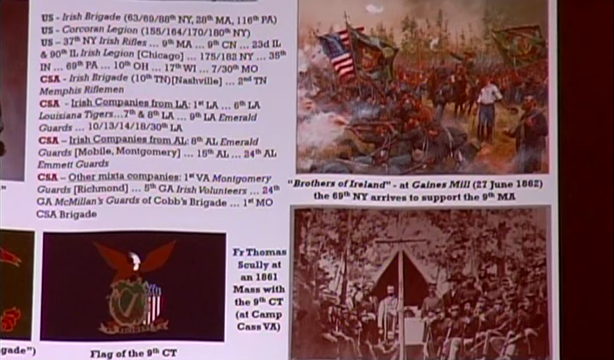 US - Irish Brigade (63/69/88th NY, 28th MA, 116th PA)
US - Corcoran Legion (155/164/170/180th NY)
US – 37th NY Irish Rifles ... 9th MA ... 9th CN ... 23d IL
& 90th IL Irish Legion [Chicago] ... 175/182 NY ... 35th
IN ... 69th PA ... 10th OH ... 17th WI ... 7/30th MO
CSA - Irish Brigade (10th TN)[Nashville] ... 2nd TN
Memphis Riflemen
CSA - Irish Companies from LA: 1st LA ... 6th LA
Louisiana Tigers...7th & 8th LA ... 9th LA Emerald
Guards ... 10/13/14/18/30th LA
CSA – Irish Companies from AL: 8th AL Emerald
Guards [Mobile, Montgomery] ... 15th AL ... 24th AL
Emmett Guards
CSA – Other mixta companies: 1st VA Montgomery
Guards [Richmond] ... 5th GA Irish Volunteers ... 24th
GA McMillan's Guards of Cobb's Brigade ... 1st MO
CSA Brigade
"Brothers of Ireland" - at Gaines Mill (27 June 1862)
the 69th NY arrives to support the 9th MA
"
Fr Thomas
Scully at
an 1861
Mass with
the 9th CT
(at Camp
Cass VA)
gade")
Flag of the 9th CT